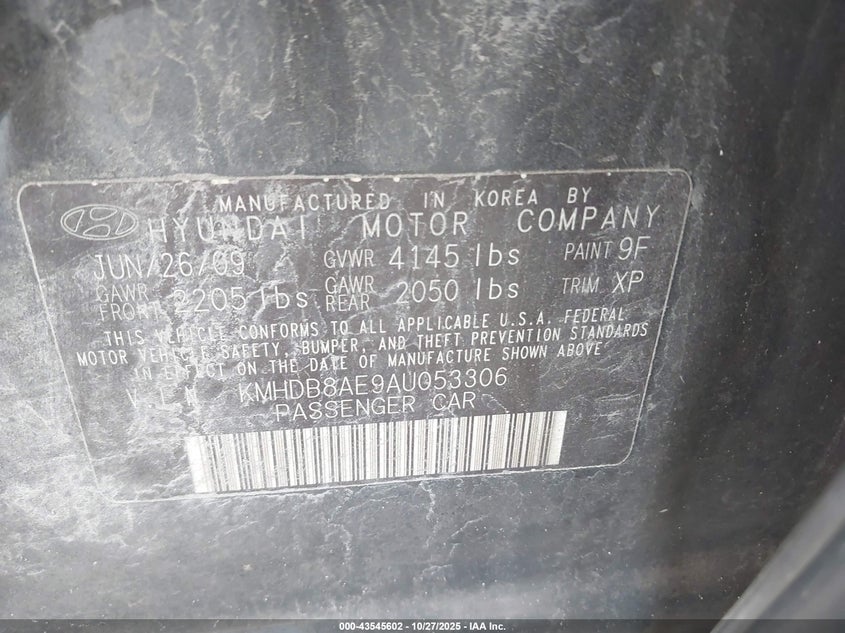 MANUFACTURED IN KOREA BY
HYUNDAI MOTOR COMPANY
JUN/26/09 GVWR 4145 lbs PAINT 9F
GAWR FRONT 2205 lbs GAWR REAR 2050 lbs TRIM XP
THIS VEHICLE CONFORMS TO ALL APPLICABLE U.S.A. FEDERAL
MOTOR VEHICLE SAFETY, BUMPER, AND THEFT PREVENTION STANDARDS
IN EFFECT ON THE DATE OF MANUFACTURE SHOWN ABOVE
V I N KMHDB8AE9AU053306
PASSENGER CAR
000-43545602 - 10/27/2025 - IAA Inc.